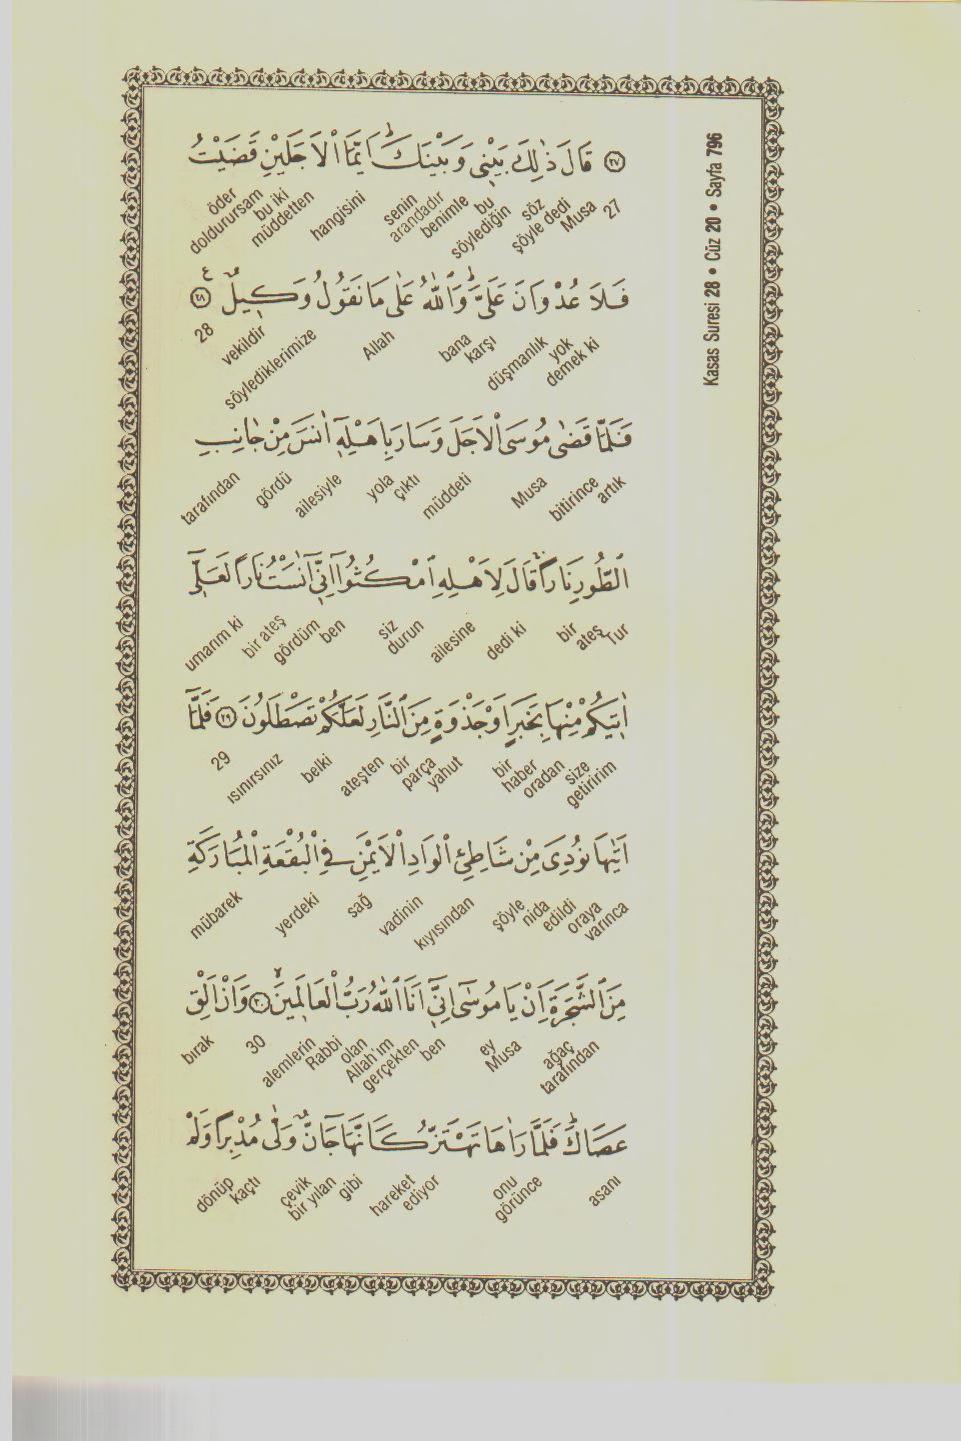 Kasas Suresi 28 • Cüz 20 • Sayfa 796
﴿٢٧﴾ قَالَ ذٰلِكَ بَيْنٖي وَبَيْنَكَۜ اَيَّمَا الْاَجَلَيْنِ قَضَيْتُ
27 Musa şöyle dedi söz söylediğin bu benimle arandadır senin hangisini müddetten bu iki doldurursam öder
فَلَا عُدْوَانَ عَلَيَّۜ وَاللّٰهُ عَلٰى مَا نَقُولُ وَكٖيلٌ ࣖ ﴿٢٨﴾
demek ki yok düşmanlık karşı bana Allah söylediklerimize vekildir 28
فَلَمَّا قَضٰى مُوسَى الْاَجَلَ وَسَارَ بِاَهْلِهٖٓ اٰنَسَ مِنْ جَانِبِ
artık bitirince Musa müddeti çıktı yola ailesiyle gördü tarafından
الطُّورِ نَارًاۚ قَالَ لِاَهْلِهِ امْكُثُٓوا اِنّٖٓي اٰنَسْتُ نَارًا لَعَلّٖٓي
Tur ateş bir dedi ki ailesine durun siz ben gördüm bir ateş umarım ki
اٰتٖيكُمْ مِنْهَا بِخَبَرٍ اَوْ جَذْوَةٍ مِنَ النَّارِ لَعَلَّكُمْ تَصْطَلُونَ ﴿٢٩﴾ فَلَمَّٓا
getiririm size oradan haber bir yahut parça bir ateşten belki ısınırsınız 29
اَتٰيهَا نُودِيَ مِنْ شَاطِئِ الْوَادِ الْاَيْمَنِ فِي الْبُقْعَةِ الْمُبَارَكَةِ
varınca oraya edildi nida şöyle kıyısından vadinin sağ yerdeki mübarek
مِنَ الشَّجَرَةِ اَنْ يَا مُوسٰٓى اِنّٖٓي اَنَا اللّٰهُ رَبُّ الْعَالَمٖينَۙ ﴿٣٠﴾ وَاَنْ اَلْقِ
tarafından ağaç Musa ey ben gerçekten Allah'ım olan Rabbi alemlerin 30 bırak
عَصَاكَۜ فَلَمَّا رَاٰهَا تَهْتَزُّ كَاَنَّهَا جَٓانٌّ وَلّٰى مُدْبِرًا وَلَمْ
asanı görünce onu ediyor hareket gibi bir yılan çevik kaçtı dönüp